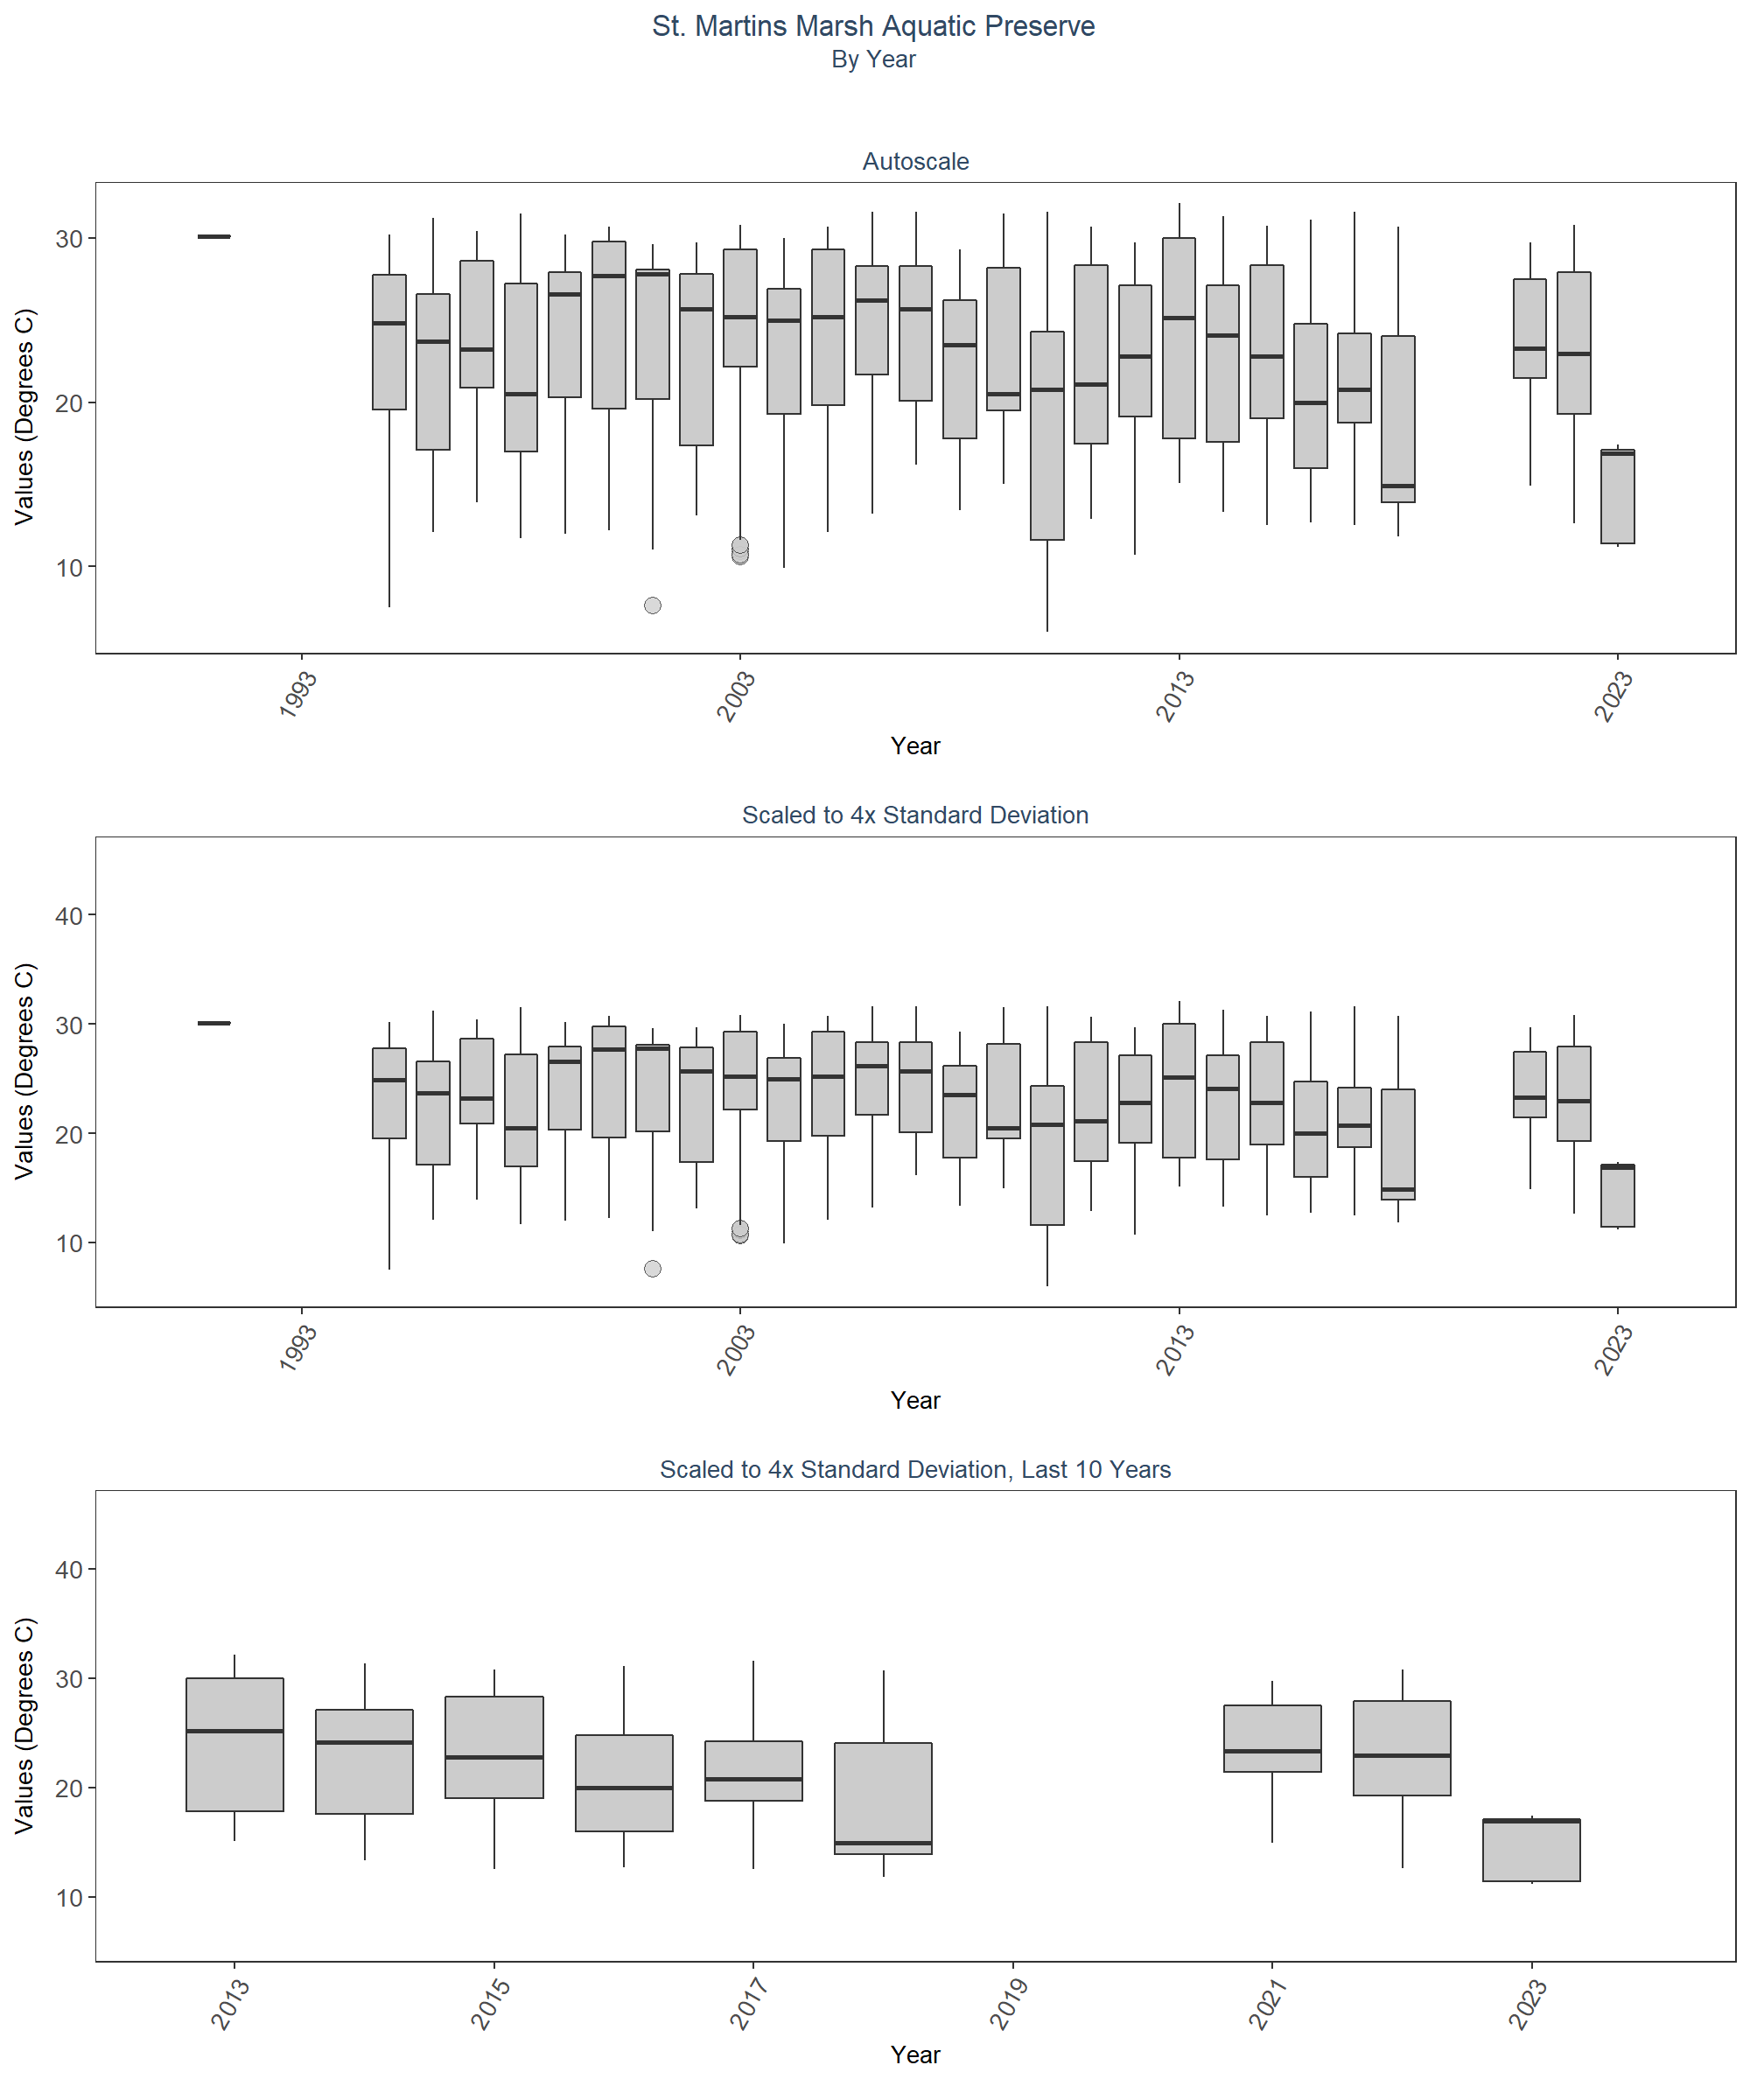 St. Martins Marsh Aquatic Preserve
By Year
Autoscale
Values (Degrees C)
30
20
10
1993
2003
2013
2023
Year
Scaled to 4x Standard Deviation
Values (Degrees C)
40
30
20
10
1993
2003
2013
2023
Year
Scaled to 4x Standard Deviation, Last 10 Years
Values (Degrees C)
40
30
20
10
2013
2015
2017
2019
2021
2023
Year